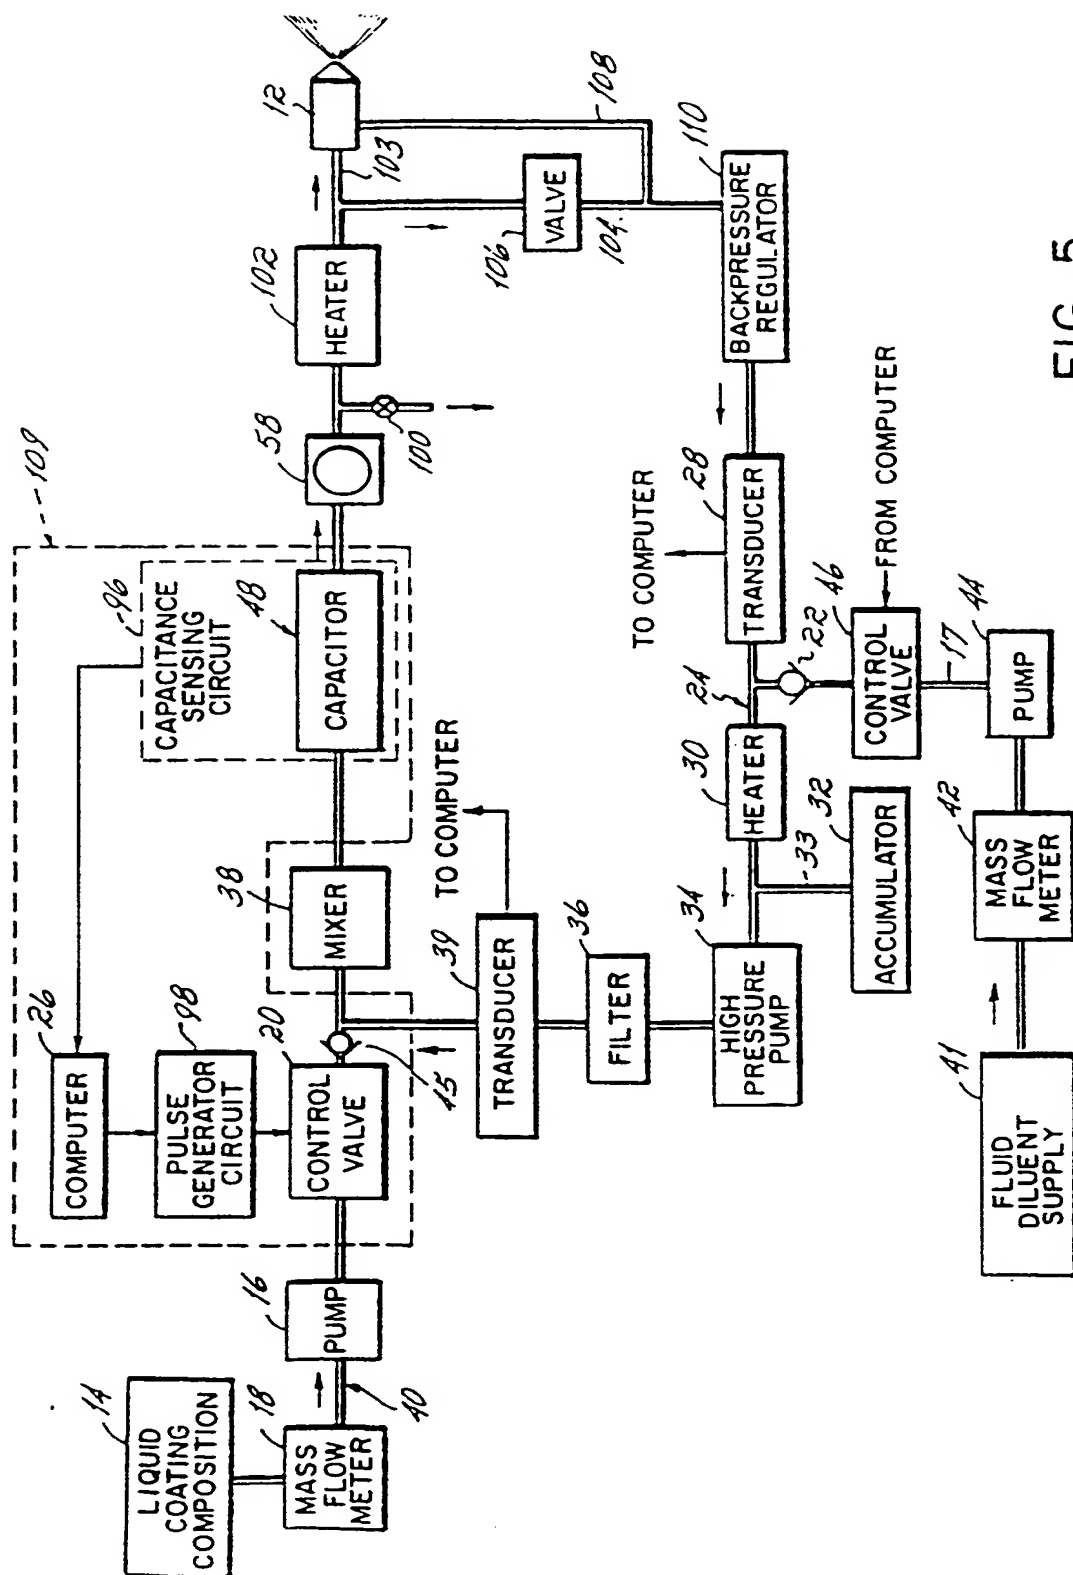 14
LIQUID
COATING
COMPOSITION
18
MASS
FLOW
METER
40
16
PUMP
26
COMPUTER
98
PULSE
GENERATOR
CIRCUIT
20
CONTROL
VALVE
45
38
MIXER
109
96
CAPACITANCE
SENSING
CIRCUIT
48
CAPACITOR
58
100
102
HEATER
103
12
108
106
VALVE
104
110
BACKPRESSURE
REGULATOR
TO COMPUTER
28
TRANSDUCER
24
22
30
HEATER
33
32
ACCUMULATOR
34
HIGH
PRESSURE
PUMP
36
FILTER
39
TRANSDUCER
TO COMPUTER
FROM COMPUTER
46
CONTROL
VALVE
17
44
PUMP
42
MASS
FLOW
METER
41
FLUID
DILUENT
SUPPLY
FIG. 5